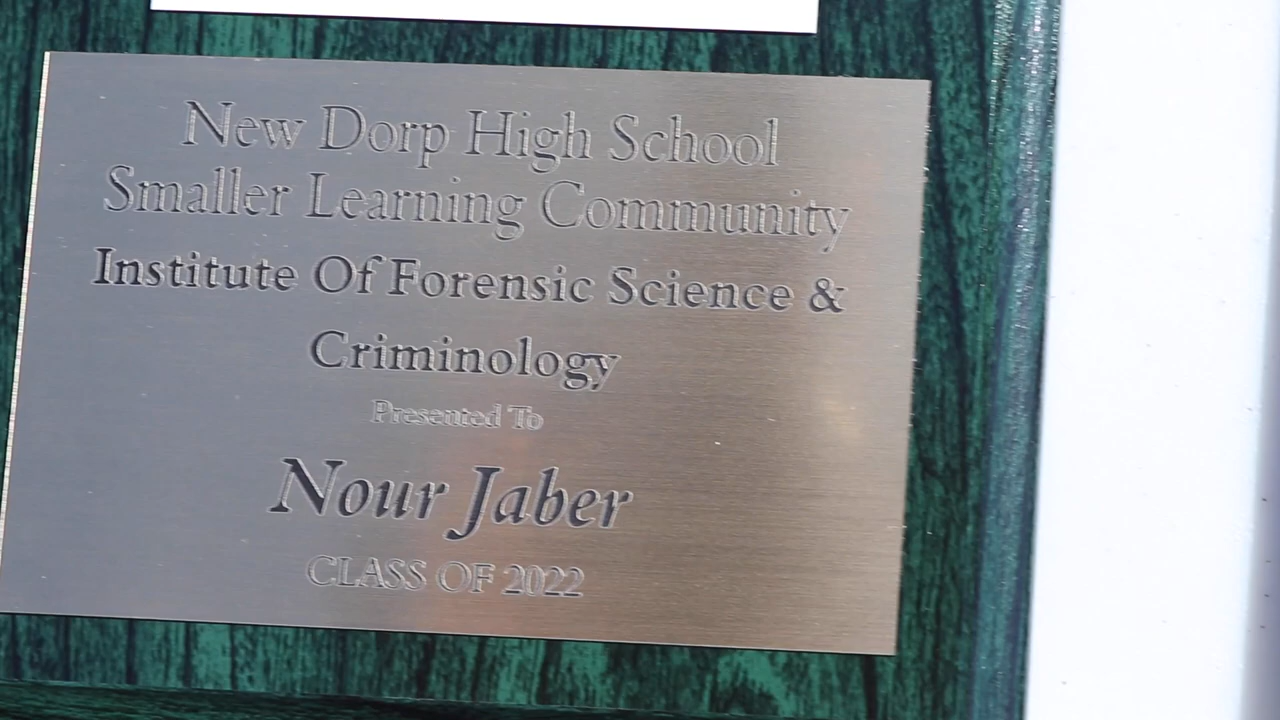 New Dorp High School
Smaller Learning Community
Institute Of Forensic Science &
Criminology
Presented To
Nour Jaber
CLASS OF 2022